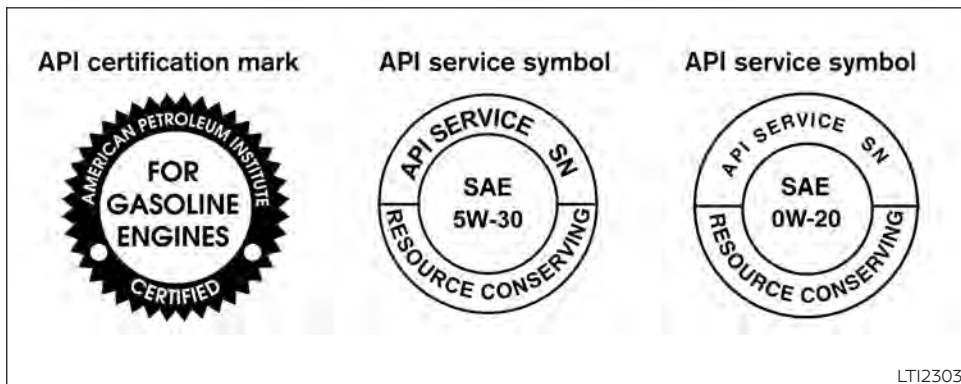 API certification mark
AMERICAN PETROLEUM INSTITUTE
FOR
GASOLINE
ENGINES
CERTIFIED
API service symbol
API SERVICE SN
SAE
5W-30
RESOURCE CONSERVING
API service symbol
API SERVICE SN
SAE
0W-20
RESOURCE CONSERVING
LTI2303